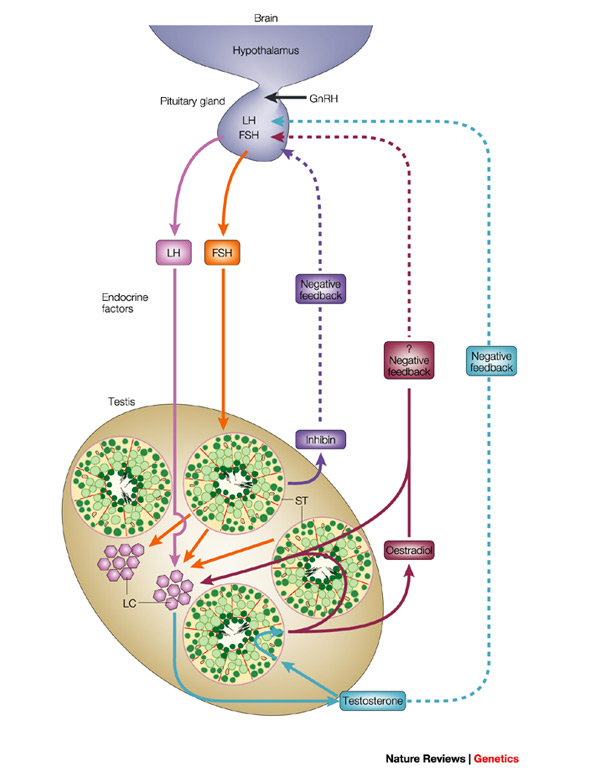 Brain
Hypothalamus
Pituitary gland
GnRH
LH
FSH
LH
FSH
Endocrine
factors
Negative
feedback
?
Negative
feedback
Negative
feedback
Testis
Inhibin
ST
Oestradiol
LC
Testosterone
Nature Reviews | Genetics